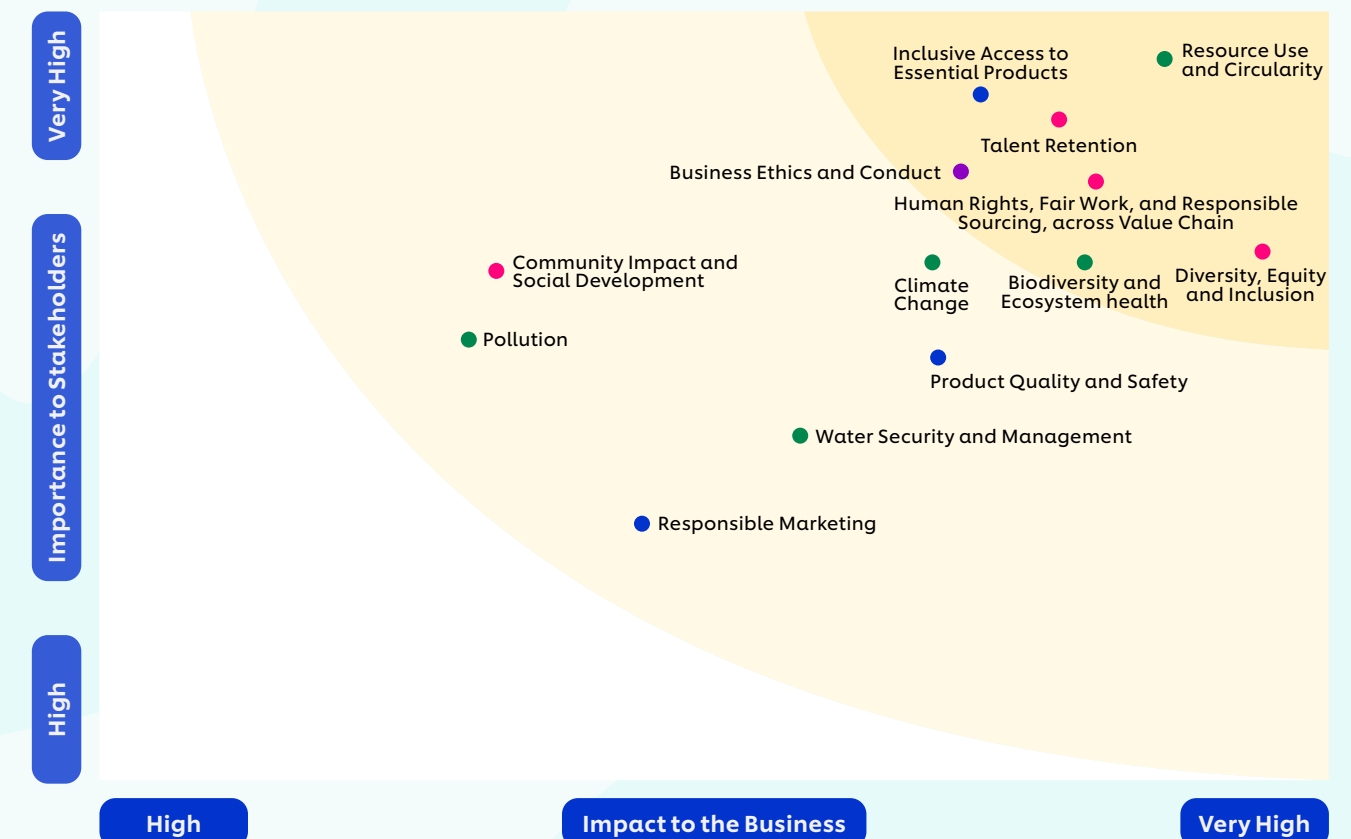 Very High
Importance to Stakeholders
High
Inclusive Access to
Essential Products
Resource Use
and Circularity
Talent Retention
Business Ethics and Conduct
Human Rights, Fair Work, and Responsible
Sourcing, across Value Chain
Community Impact and
Social Development
Climate
Change
Biodiversity and
Ecosystem health
Diversity, Equity
and Inclusion
Pollution
Product Quality and Safety
Water Security and Management
Responsible Marketing
High
Impact to the Business
Very High